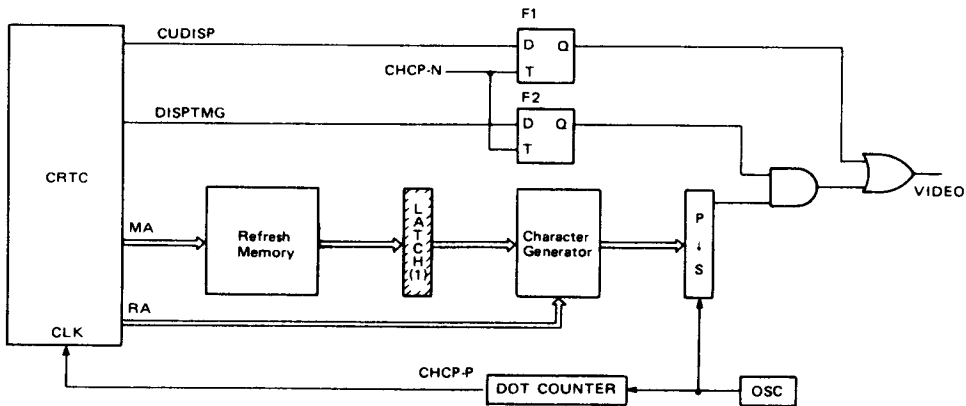 F1
CUDISP
D Q
T
CHCP-N
F2
DISPTMG
D Q
T
CRTC
VIDEO
MA
Refresh
Memory
LATCH(1)
Character
Generator
P
↓
S
RA
CLK
CHCP-P
DOT COUNTER
OSC